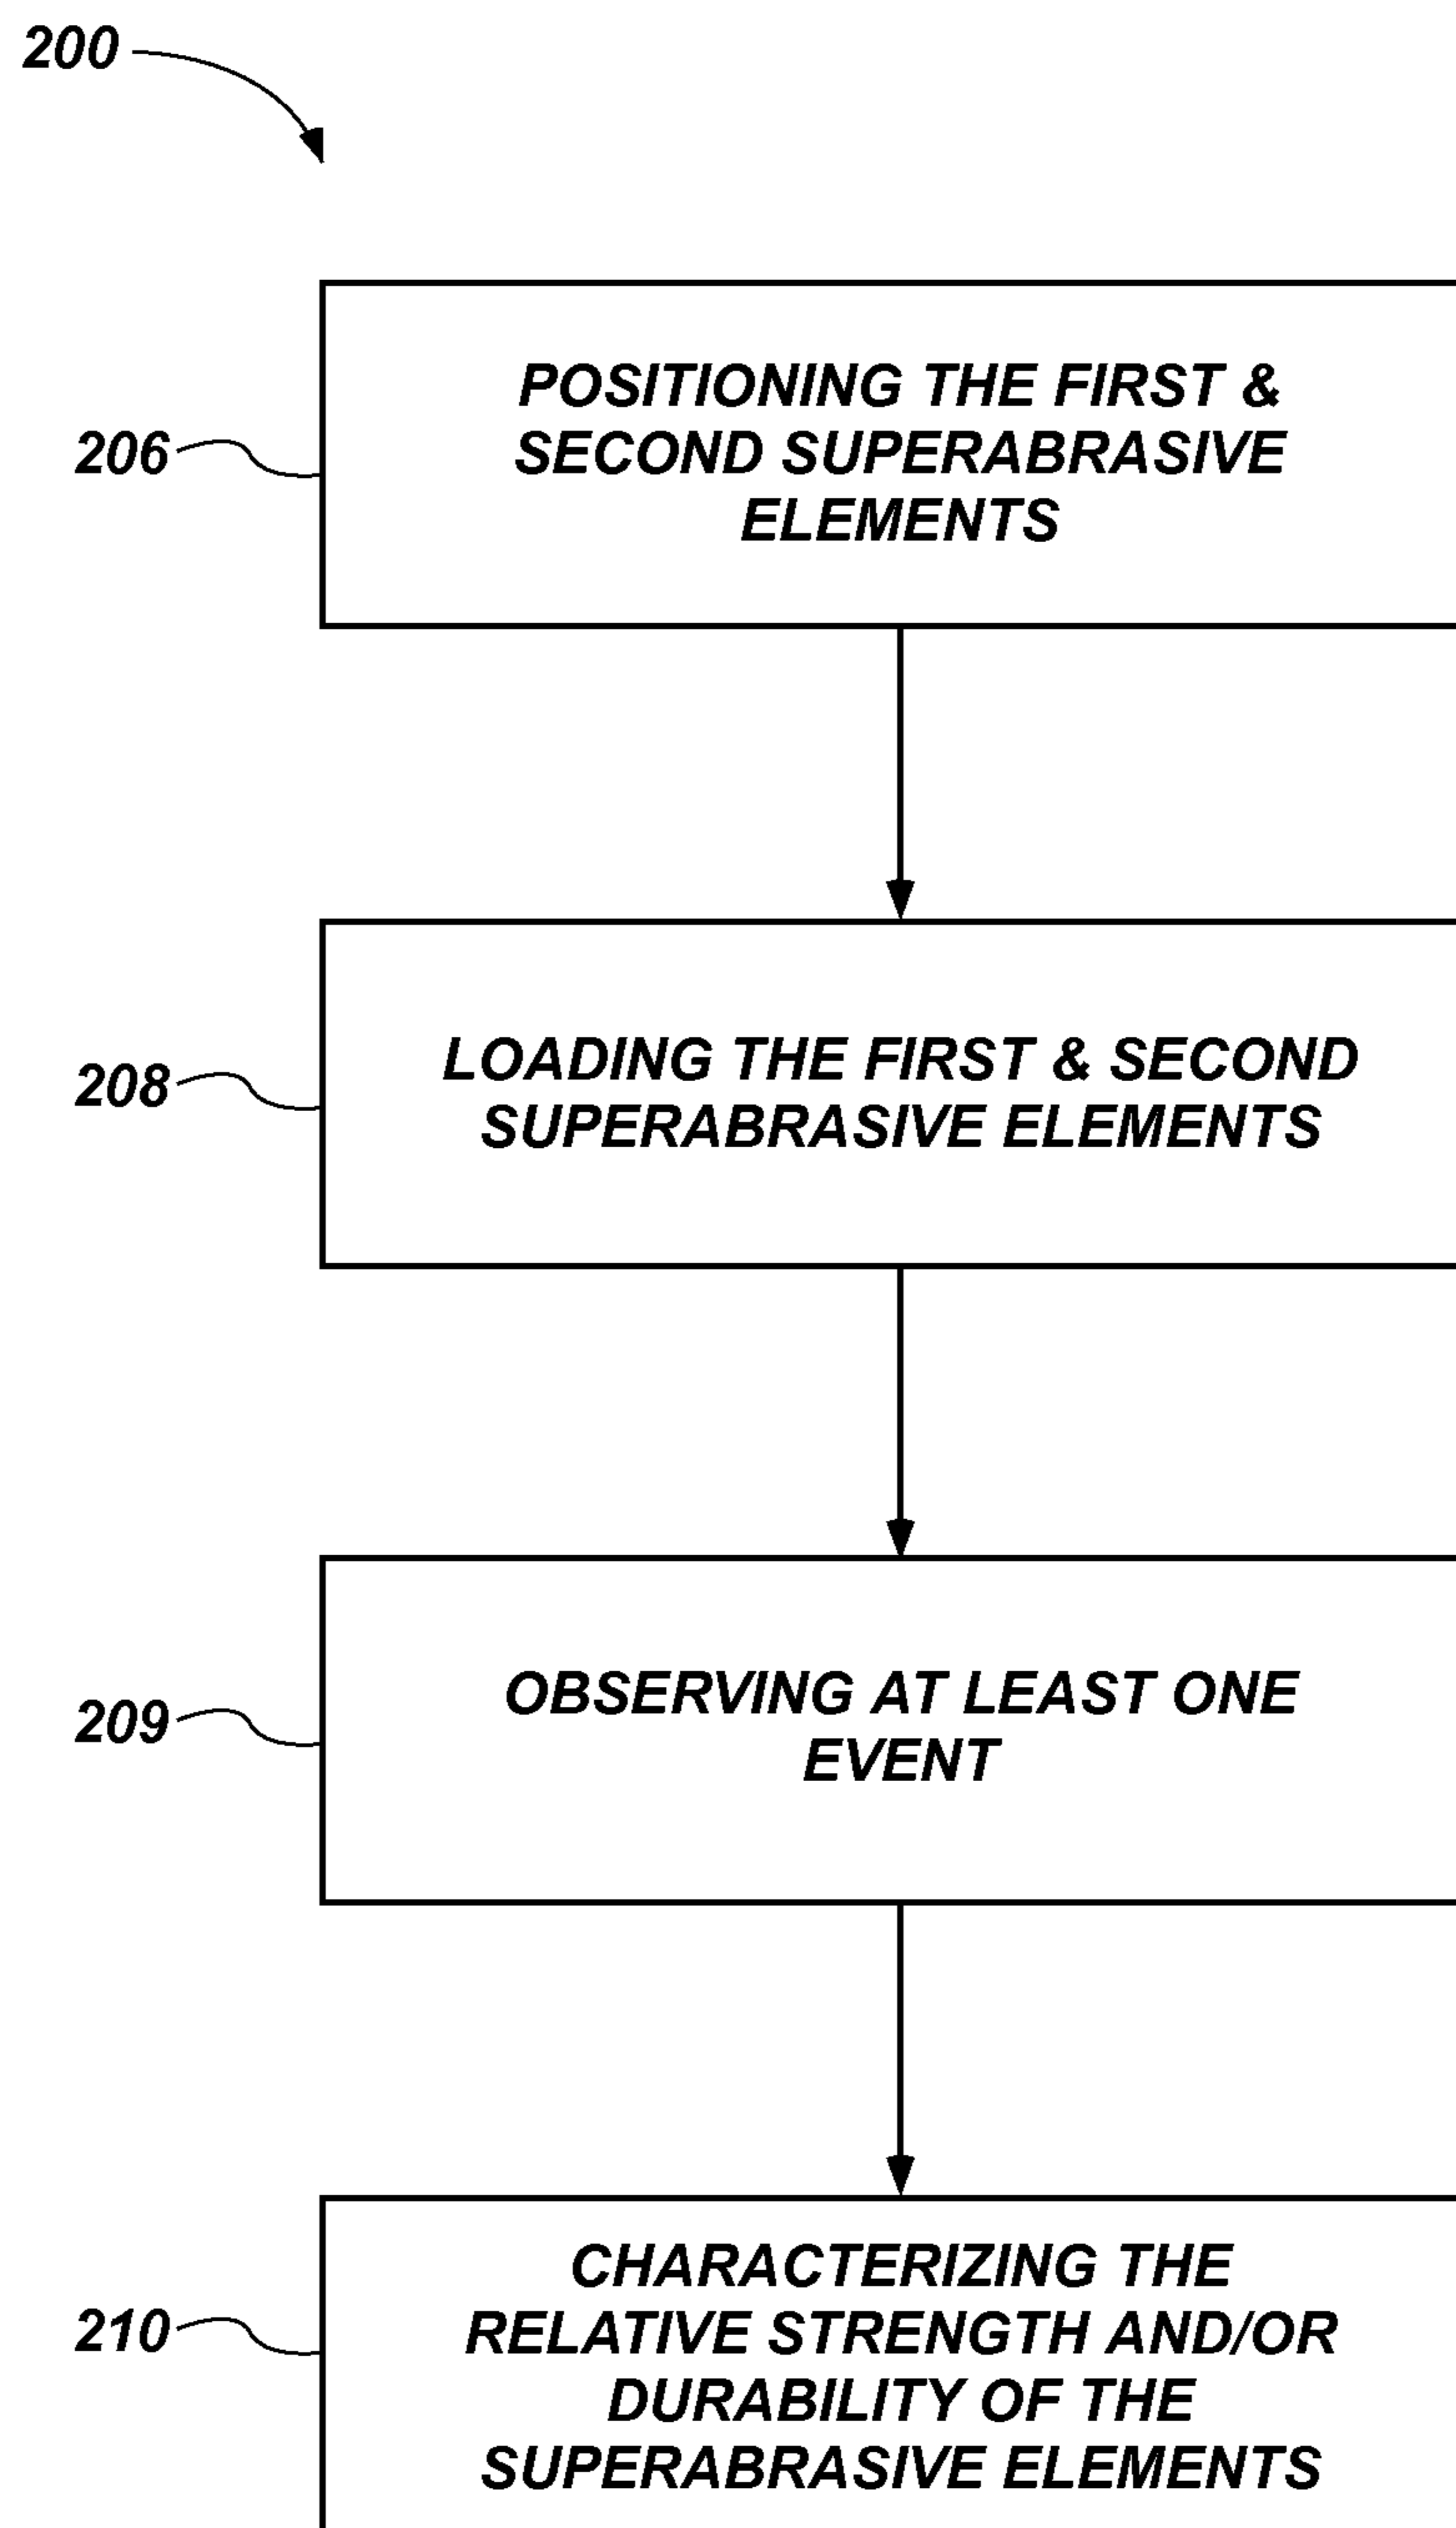 200
206
POSITIONING THE FIRST &
SECOND SUPERABRASIVE
ELEMENTS
208
LOADING THE FIRST & SECOND
SUPERABRASIVE ELEMENTS
209
OBSERVING AT LEAST ONE
EVENT
210
CHARACTERIZING THE
RELATIVE STRENGTH AND/OR
DURABILITY OF THE
SUPERABRASIVE ELEMENTS